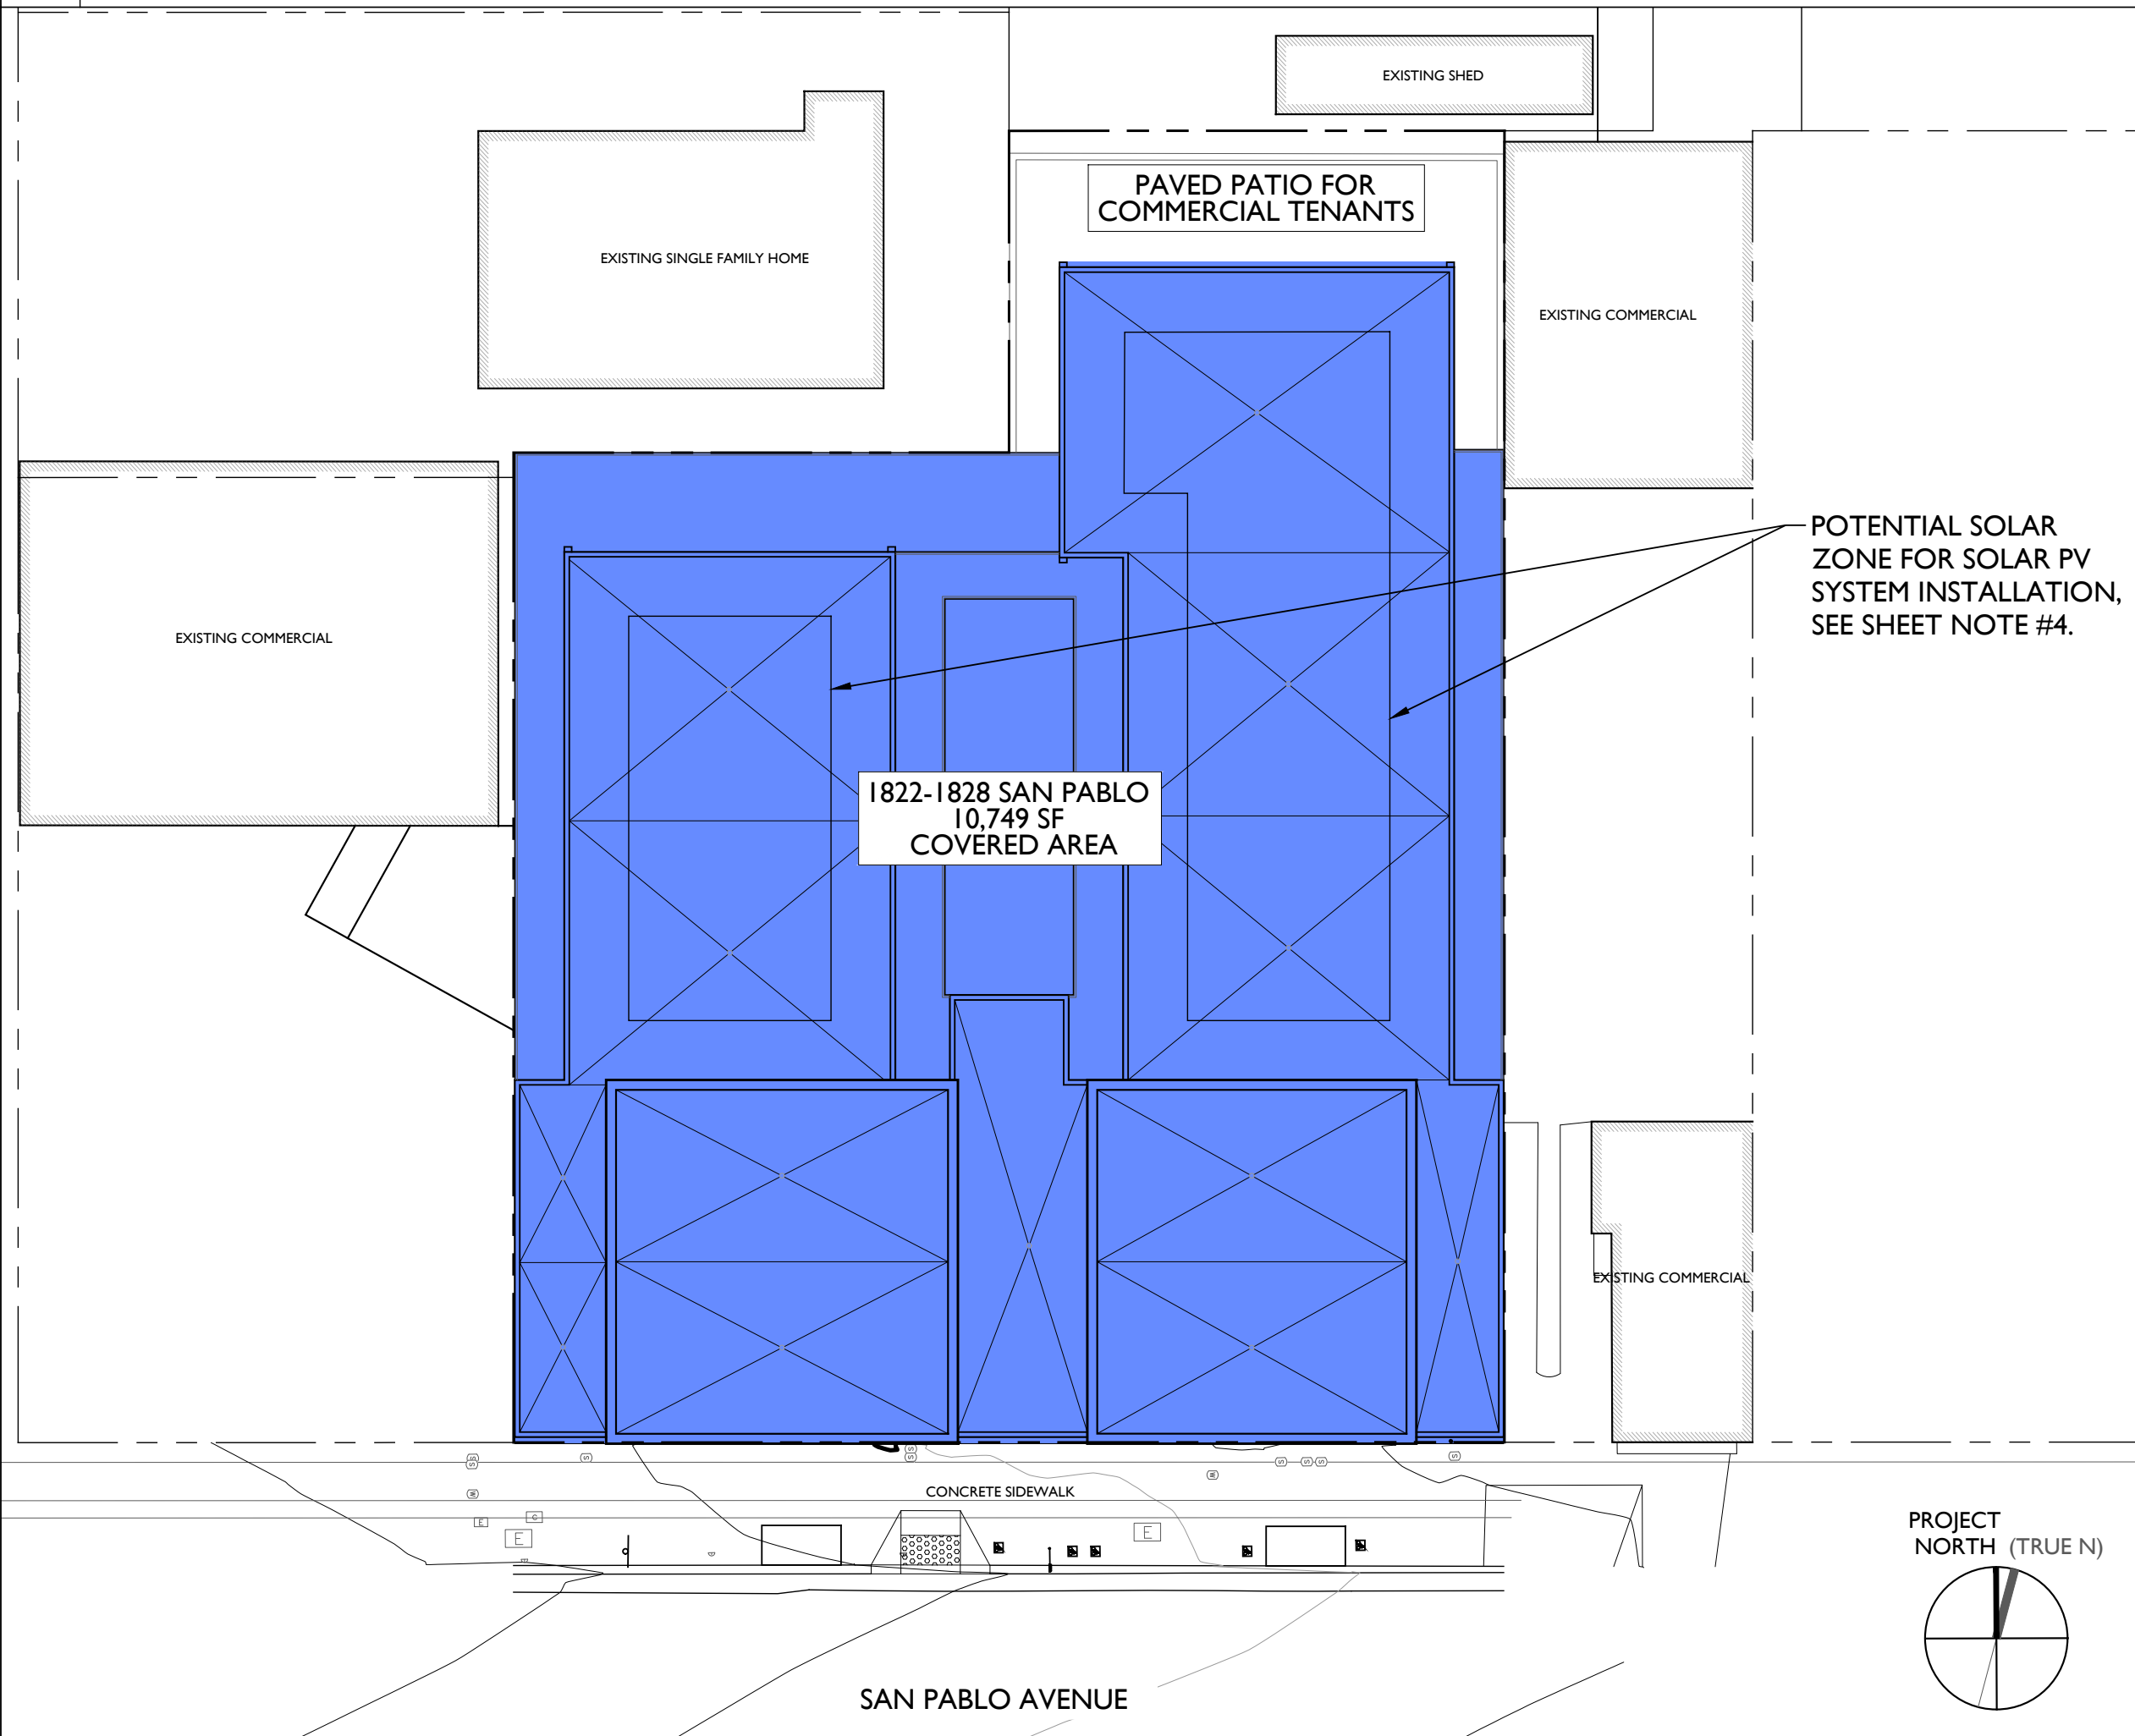 EXISTING SHED
PAVED PATIO FOR
COMMERCIAL TENANTS
EXISTING SINGLE FAMILY HOME
EXISTING COMMERCIAL
POTENTIAL SOLAR
ZONE FOR SOLAR PV
SYSTEM INSTALLATION,
SEE SHEET NOTE #4.
EXISTING COMMERCIAL
1822-1828 SAN PABLO
10,749 SF
COVERED AREA
EXISTING COMMERCIAL
CONCRETE SIDEWALK
E
E
E
PROJECT
NORTH (TRUE N)
SAN PABLO AVENUE